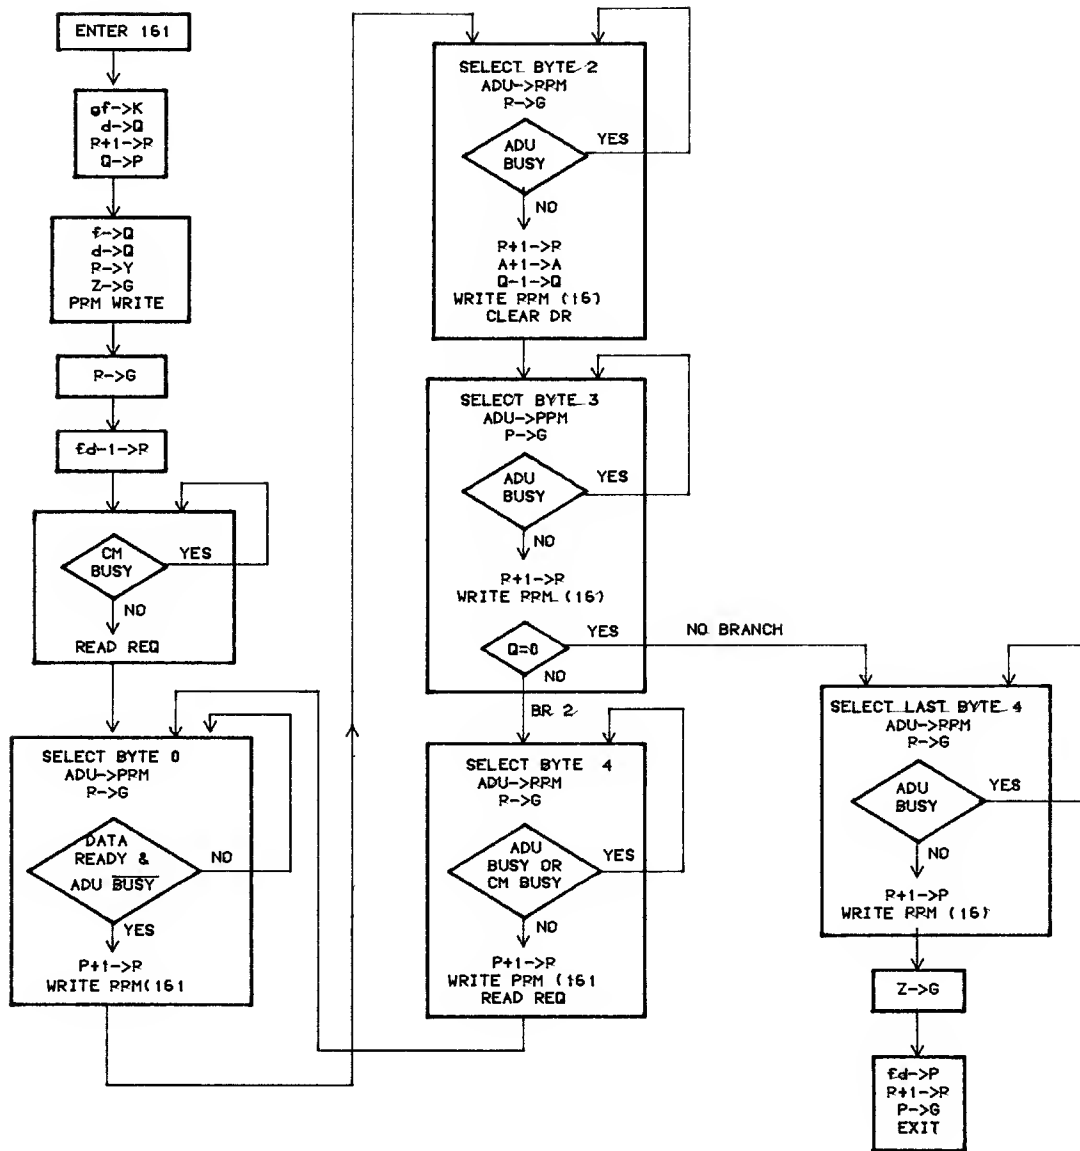 ENTER 161
gf->K
d->Q
R+1->R
Q->P
f->Q
d->Q
R->Y
Z->G
PRM WRITE
R->G
fd-1->R
CM
BUSY
YES
NO
READ REQ
SELECT BYTE 0
ADU->PRM
R->G
DATA
READY &
ADU BUSY
NO
YES
P+1->R
WRITE PPM(161
SELECT BYTE 2
ADU->PPM
P->G
ADU
BUSY
YES
NO
R+1->R
A+1->A
Q-1->Q
WRITE PPM (16)
CLEAR DR
SELECT BYTE 3
ADU->PPM
P->G
ADU
BUSY
YES
NO
R+1->R
WRITE PPM (16)
Q=0
YES
NO BRANCH
NO
BR 2
SELECT BYTE 4
ADU->PPM
R->G
ADU
BUSY OR
CM BUSY
YES
NO
P+1->R
WRITE PPM (161
READ REQ
SELECT LAST BYTE 4
ADU->PPM
R->G
ADU
BUSY
YES
NO
R+1->P
WRITE PPM (16)
Z->G
fd->P
R+1->R
P->G
EXIT